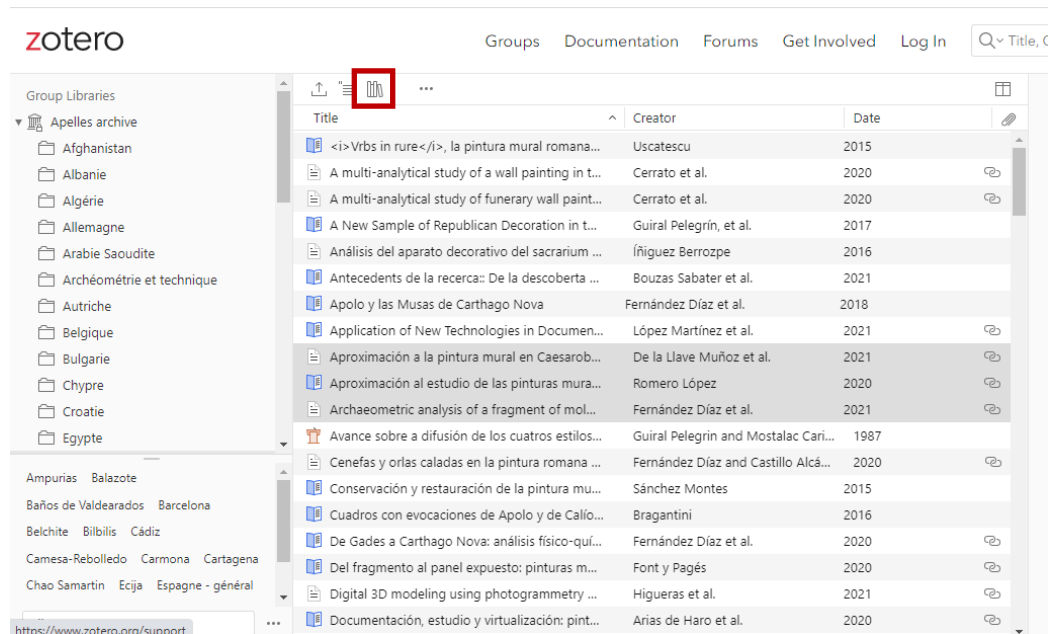 zotero
Groups Documentation Forums Get Involved Log In Title,
Group Libraries
Apelles archive
Afghanistan
Albanie
Algérie
Allemagne
Arabie Saoudite
Archéométrie et technique
Autriche
Belgique
Bulgarie
Chypre
Croatie
Egypte
Ampurias Balazote
Baños de Valdearados Barcelona
Belchite Bilbilis Cádiz
Camesa-Rebolledo Carmona Cartagena
Chao Samartin Ecija Espagne - général
https://www.zotero.org/support
Title Creator Date
<i>Vrbs in rure</i>, la pintura mural romana... Uscatescu 2015
A multi-analytical study of a wall painting in t... Cerrato et al. 2020
A multi-analytical study of funerary wall paint... Cerrato et al. 2020
A New Sample of Republican Decoration in t... Guiral Pelegrín, et al. 2017
Análisis del aparato decorativo del sacrarium ... Íñiguez Berrozpe 2016
Antecedents de la recerca:: De la descoberta ... Bouzas Sabater et al. 2021
Apolo y las Musas de Carthago Nova Fernández Díaz et al. 2018
Application of New Technologies in Documen... López Martínez et al. 2021
Aproximación a la pintura mural en Caesarob... De la Llave Muñoz et al. 2021
Aproximación al estudio de las pinturas mura... Romero López 2020
Archaeometric analysis of a fragment of mol... Fernández Díaz et al. 2021
Avance sobre a difusión de los cuatros estilos... Guiral Pelegrin and Mostalac Cari... 1987
Cenefas y orlas caladas en la pintura romana ... Fernández Díaz and Castillo Alcá... 2020
Conservación y restauración de la pintura mu... Sánchez Montes 2015
Cuadros con evocaciones de Apolo y de Calío... Bragantini 2016
De Gades a Carthago Nova: análisis físico-quí... Fernández Díaz et al. 2020
Del fragmento al panel expuesto: pinturas m... Font y Pagés 2020
Digital 3D modeling using photogrammetry ... Higueras et al. 2021
Documentación, estudio y virtualización: pint... Arias de Haro et al. 2020